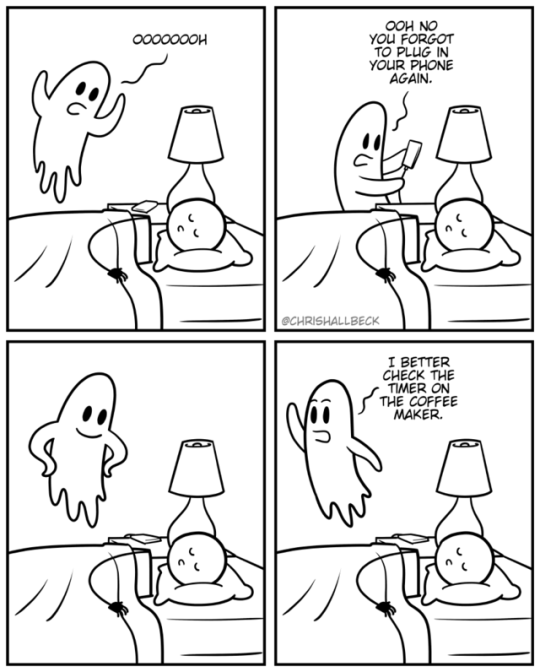 OOOOOOOH
OOH NO
YOU FORGOT
TO PLUG IN
YOUR PHONE
AGAIN.
@CHRISHALLBECK
I BETTER
CHECK THE
TIMER ON
THE COFFEE
MAKER.